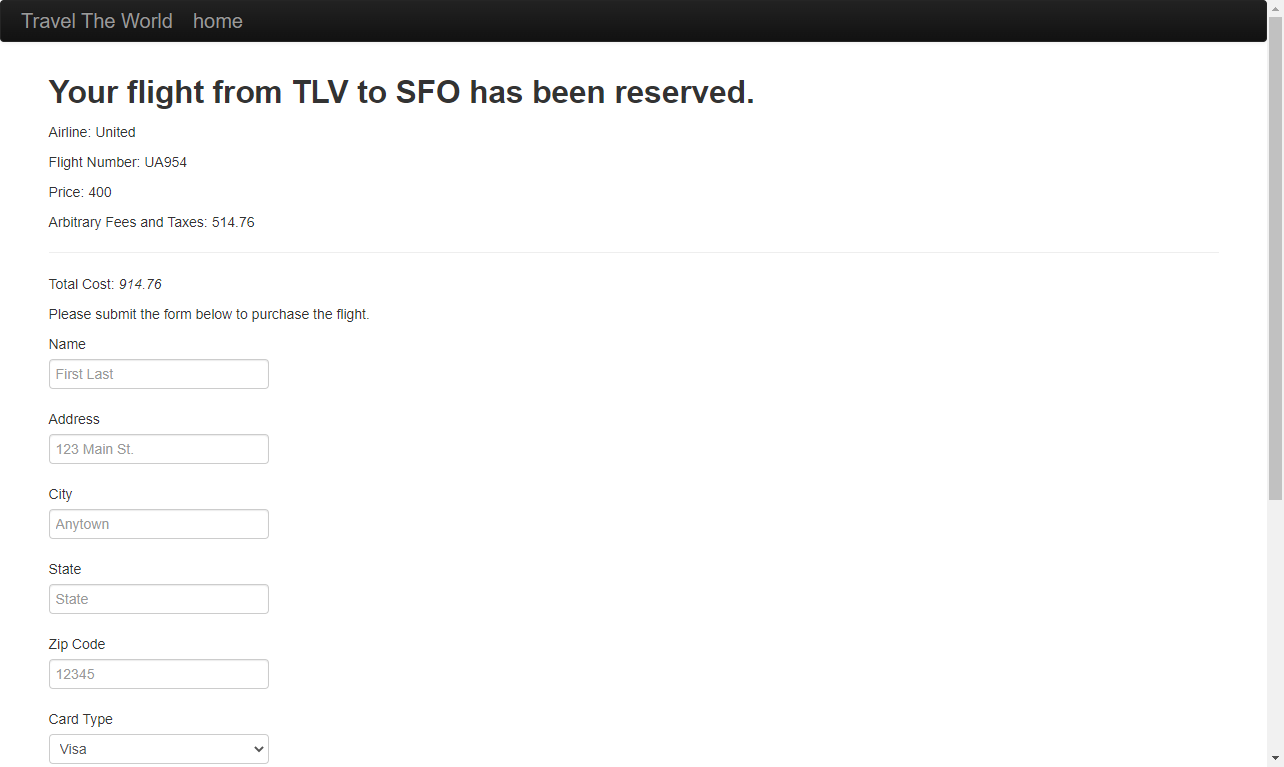 Travel The World home
Your flight from TLV to SFO has been reserved.
Airline: United
Flight Number: UA954
Price: 400
Arbitrary Fees and Taxes: 514.76
Total Cost: 914.76
Please submit the form below to purchase the flight.
Name
First Last
Address
123 Main St.
City
Anytown
State
State
Zip Code
12345
Card Type
Visa